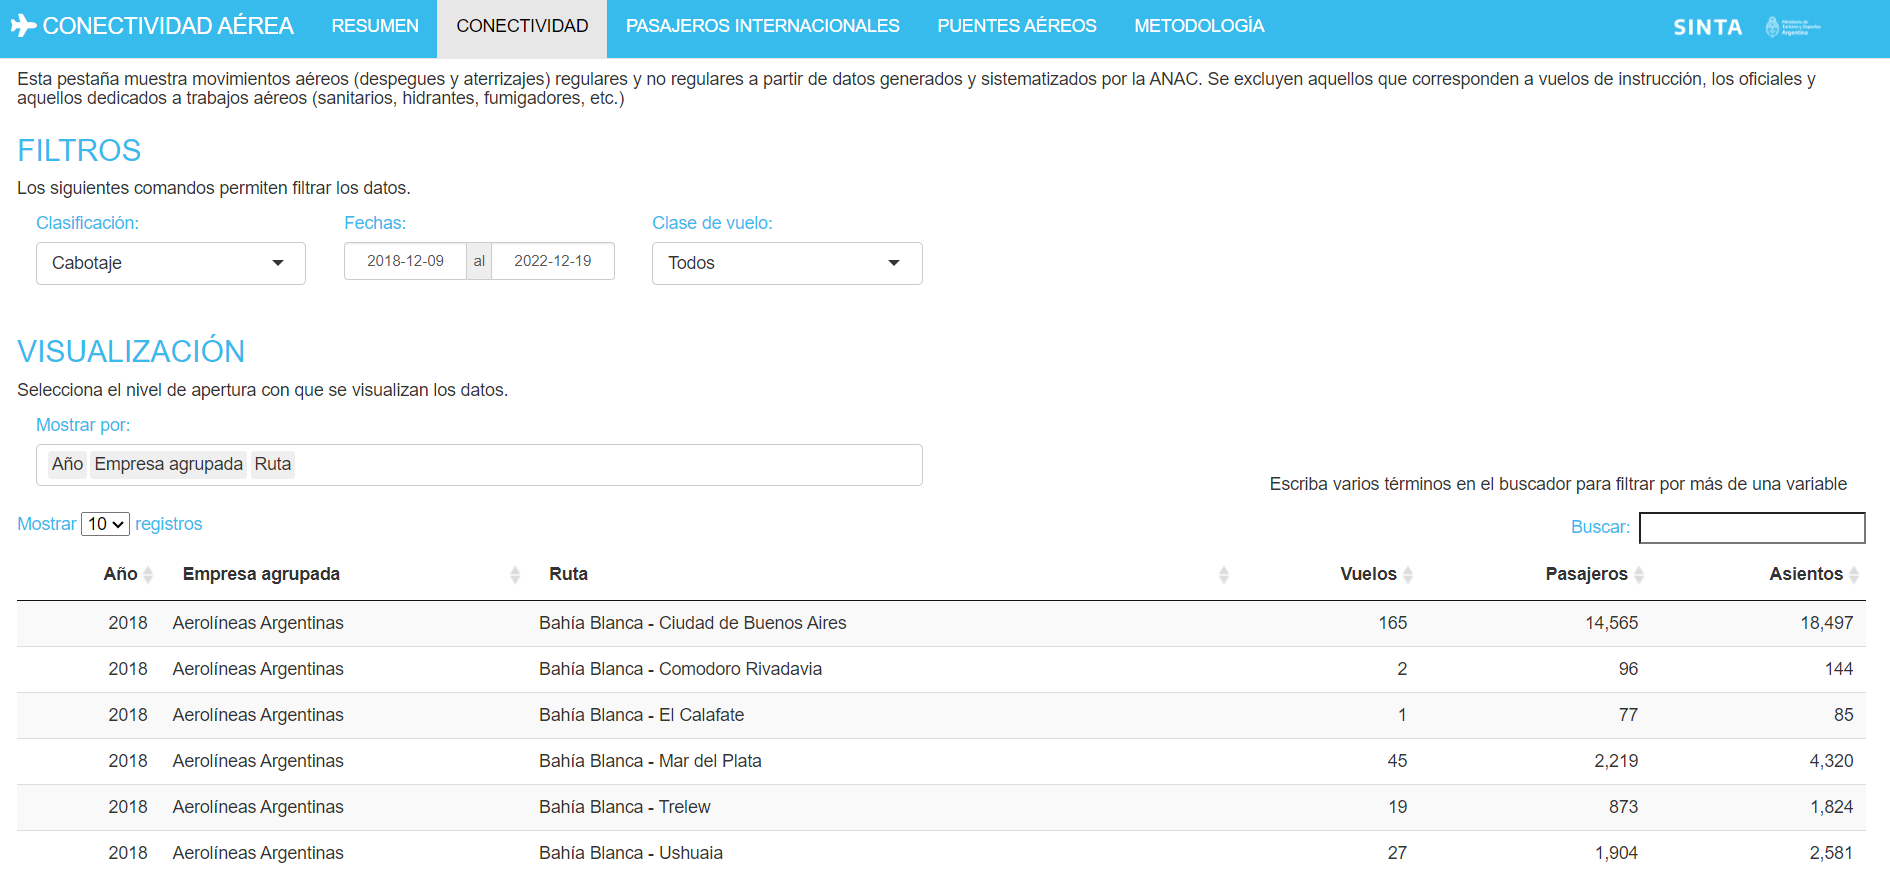 CONECTIVIDAD AÉREA RESUMEN CONECTIVIDAD PASAJEROS INTERNACIONALES PUENTES AÉREOS METODOLOGÍA SINTA Ministerio de Turismo y Deportes Argentina
Esta pestaña muestra movimientos aéreos (despegues y aterrizajes) regulares y no regulares a partir de datos generados y sistematizados por la ANAC. Se excluyen aquellos que corresponden a vuelos de instrucción, los oficiales y
aquellos dedicados a trabajos aéreos (sanitarios, hidrantes, fumigadores, etc.)
FILTROS
Los siguientes comandos permiten filtrar los datos.
Clasificación: Fechas: Clase de vuelo:
Cabotaje 2018-12-09 al 2022-12-19 Todos
VISUALIZACIÓN
Selecciona el nivel de apertura con que se visualizan los datos.
Mostrar por:
Año Empresa agrupada Ruta
Escriba varios términos en el buscador para filtrar por más de una variable
Mostrar 10 registros Buscar:
Año Empresa agrupada Ruta Vuelos Pasajeros Asientos
2018 Aerolíneas Argentinas Bahía Blanca - Ciudad de Buenos Aires 165 14,565 18,497
2018 Aerolíneas Argentinas Bahía Blanca - Comodoro Rivadavia 2 96 144
2018 Aerolíneas Argentinas Bahía Blanca - El Calafate 1 77 85
2018 Aerolíneas Argentinas Bahía Blanca - Mar del Plata 45 2,219 4,320
2018 Aerolíneas Argentinas Bahía Blanca - Trelew 19 873 1,824
2018 Aerolíneas Argentinas Bahía Blanca - Ushuaia 27 1,904 2,581